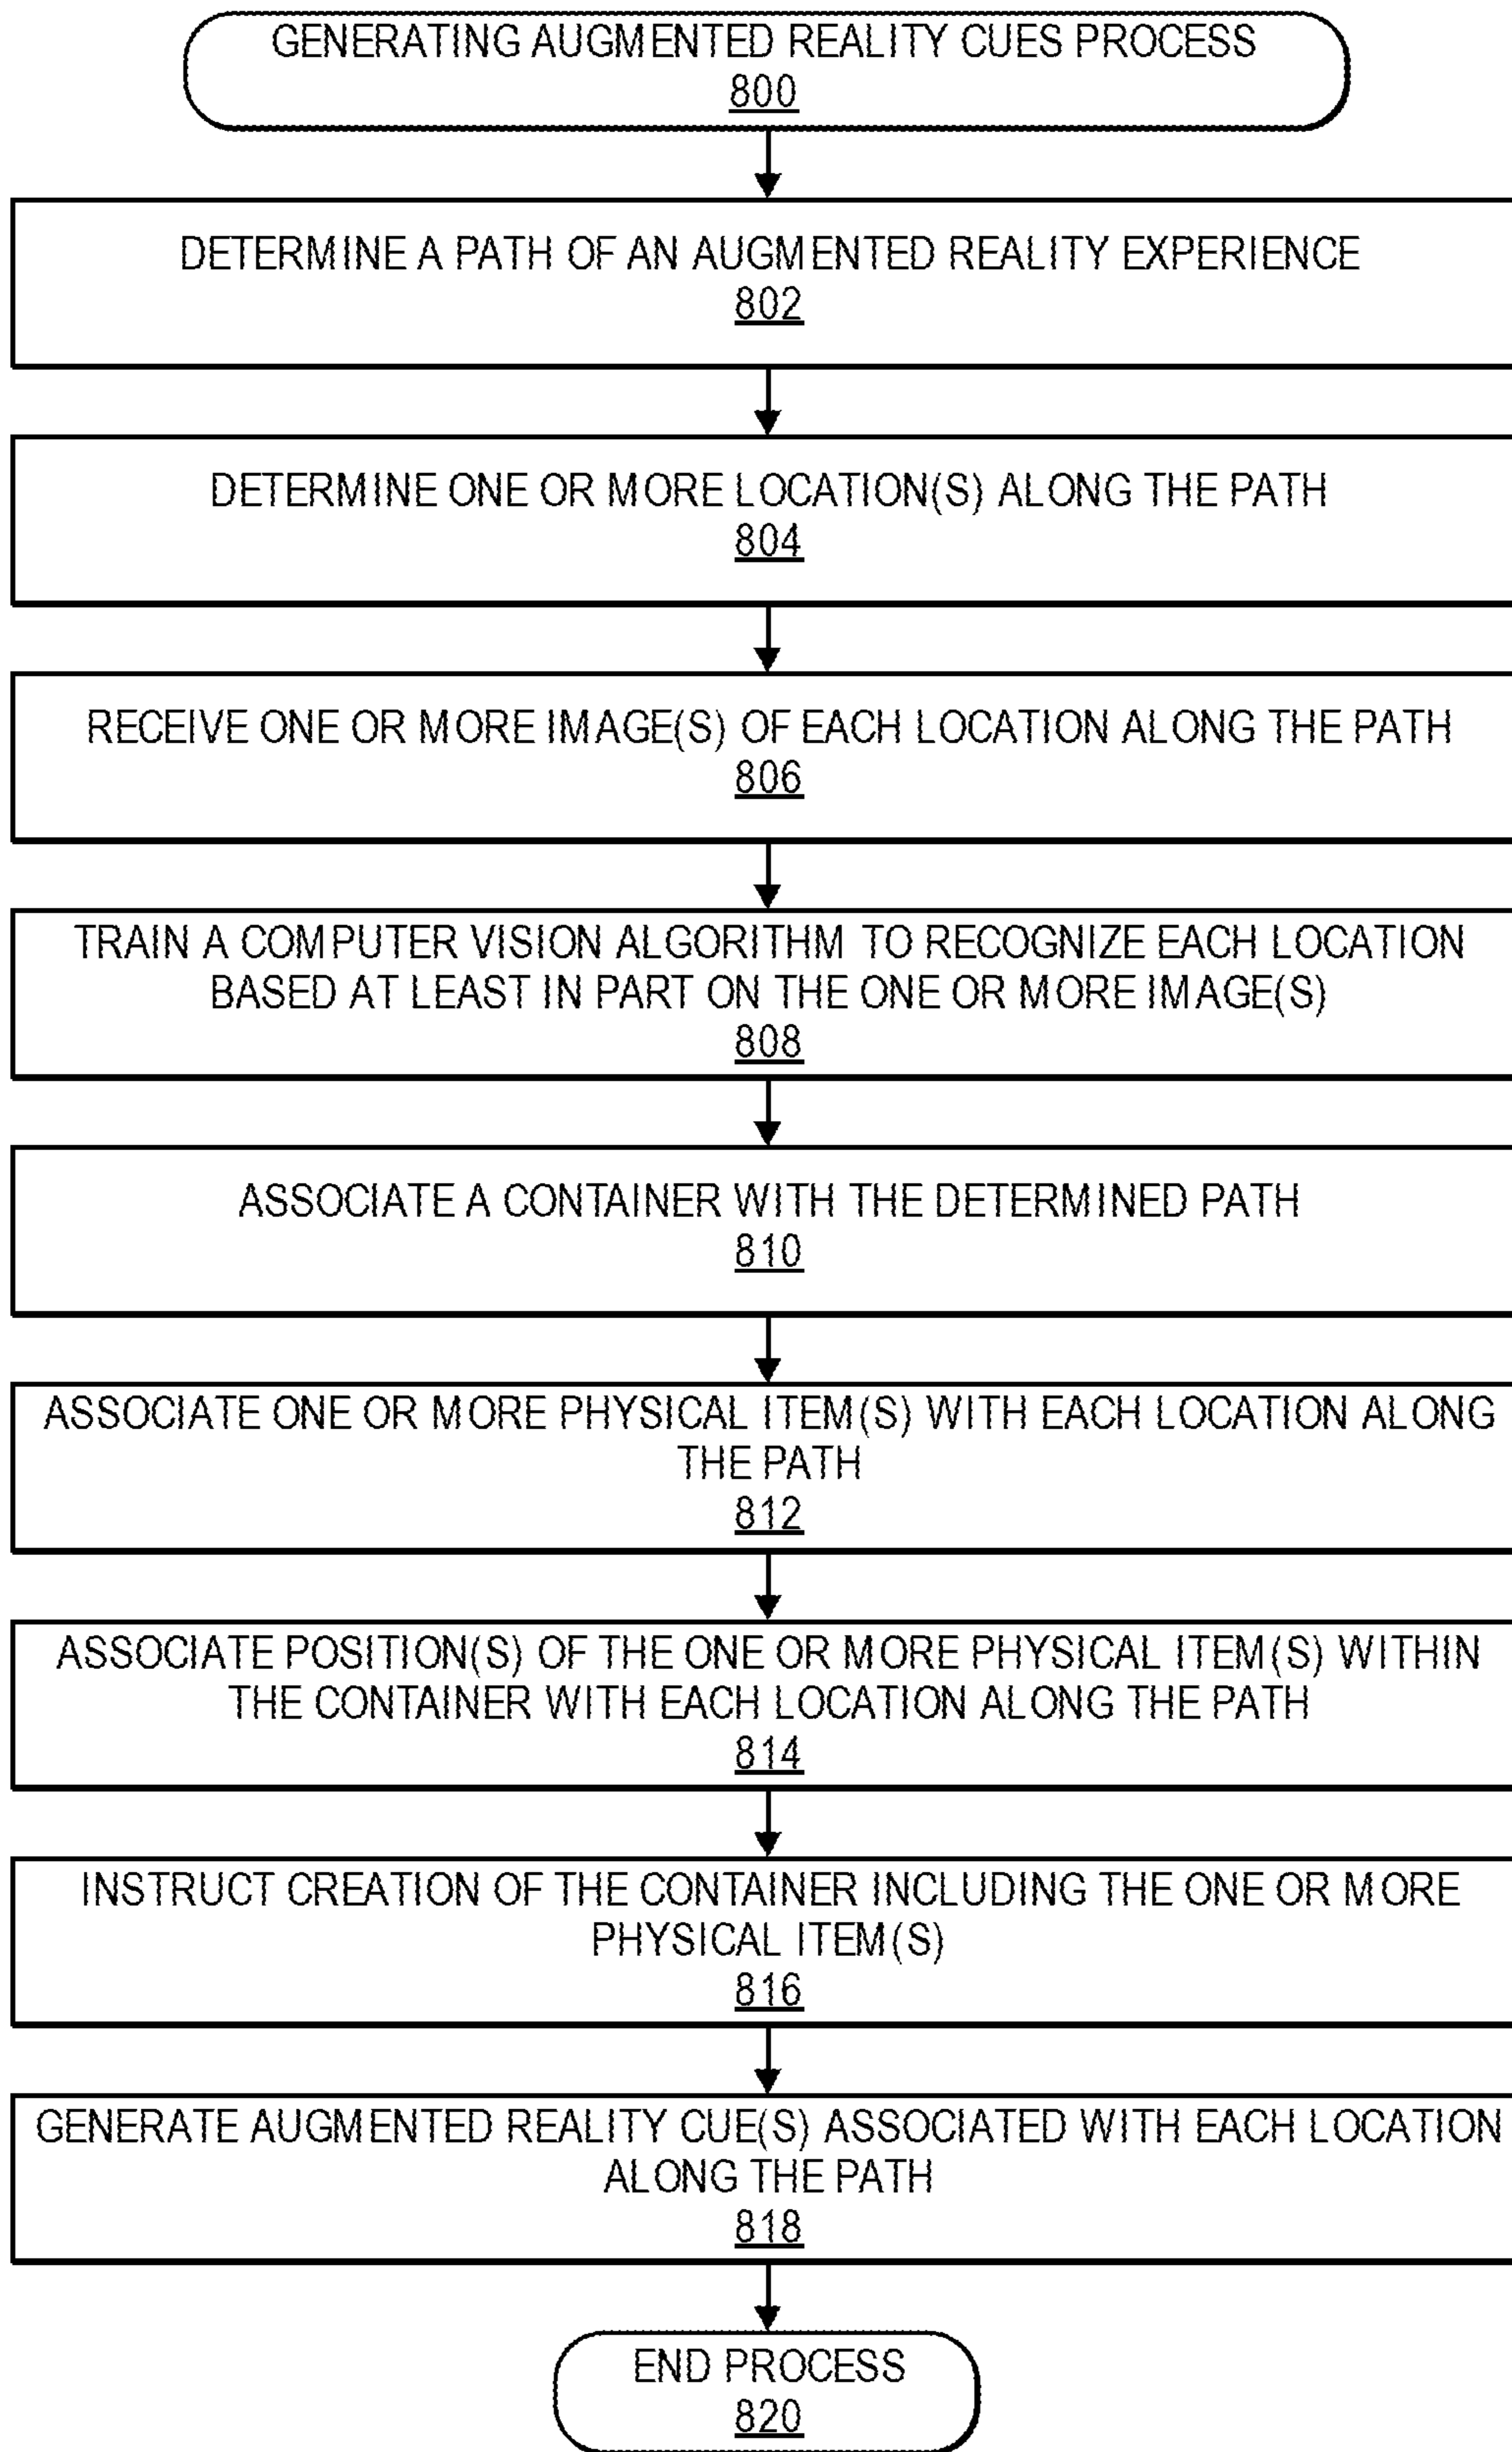 GENERATING AUGMENTED REALITY CUES PROCESS
800
DETERMINE A PATH OF AN AUGMENTED REALITY EXPERIENCE
802
DETERMINE ONE OR MORE LOCATION(S) ALONG THE PATH
804
RECEIVE ONE OR MORE IMAGE(S) OF EACH LOCATION ALONG THE PATH
806
TRAIN A COMPUTER VISION ALGORITHM TO RECOGNIZE EACH LOCATION
BASED AT LEAST IN PART ON THE ONE OR MORE IMAGE(S)
808
ASSOCIATE A CONTAINER WITH THE DETERMINED PATH
810
ASSOCIATE ONE OR MORE PHYSICAL ITEM(S) WITH EACH LOCATION ALONG
THE PATH
812
ASSOCIATE POSITION(S) OF THE ONE OR MORE PHYSICAL ITEM(S) WITHIN
THE CONTAINER WITH EACH LOCATION ALONG THE PATH
814
INSTRUCT CREATION OF THE CONTAINER INCLUDING THE ONE OR MORE
PHYSICAL ITEM(S)
816
GENERATE AUGMENTED REALITY CUE(S) ASSOCIATED WITH EACH LOCATION
ALONG THE PATH
818
END PROCESS
820